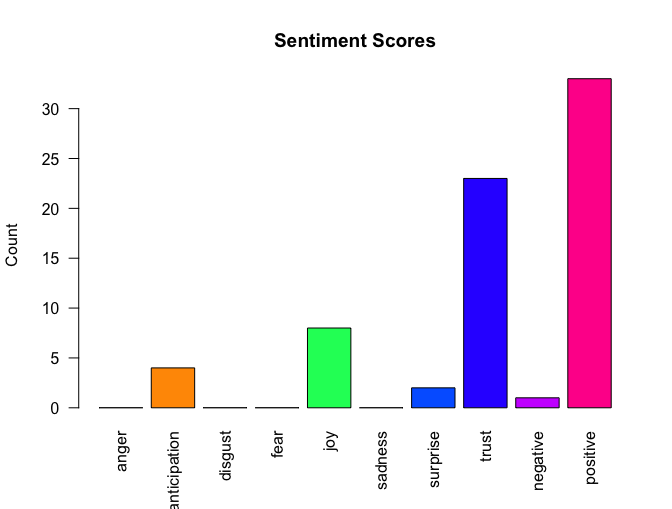 Sentiment Scores
Count
30
25
20
15
10
5
0
anger
anticipation
disgust
fear
joy
sadness
surprise
trust
negative
positive